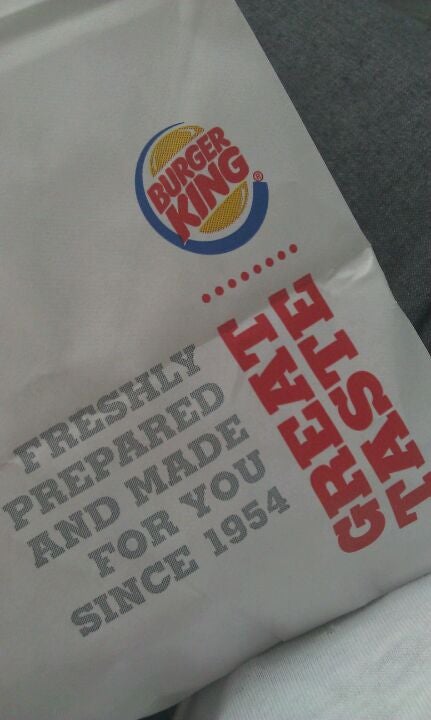 BURGER
KING®
GREAT
TASTE
FRESHLY
PREPARED
AND MADE
FOR YOU
SINCE 1954